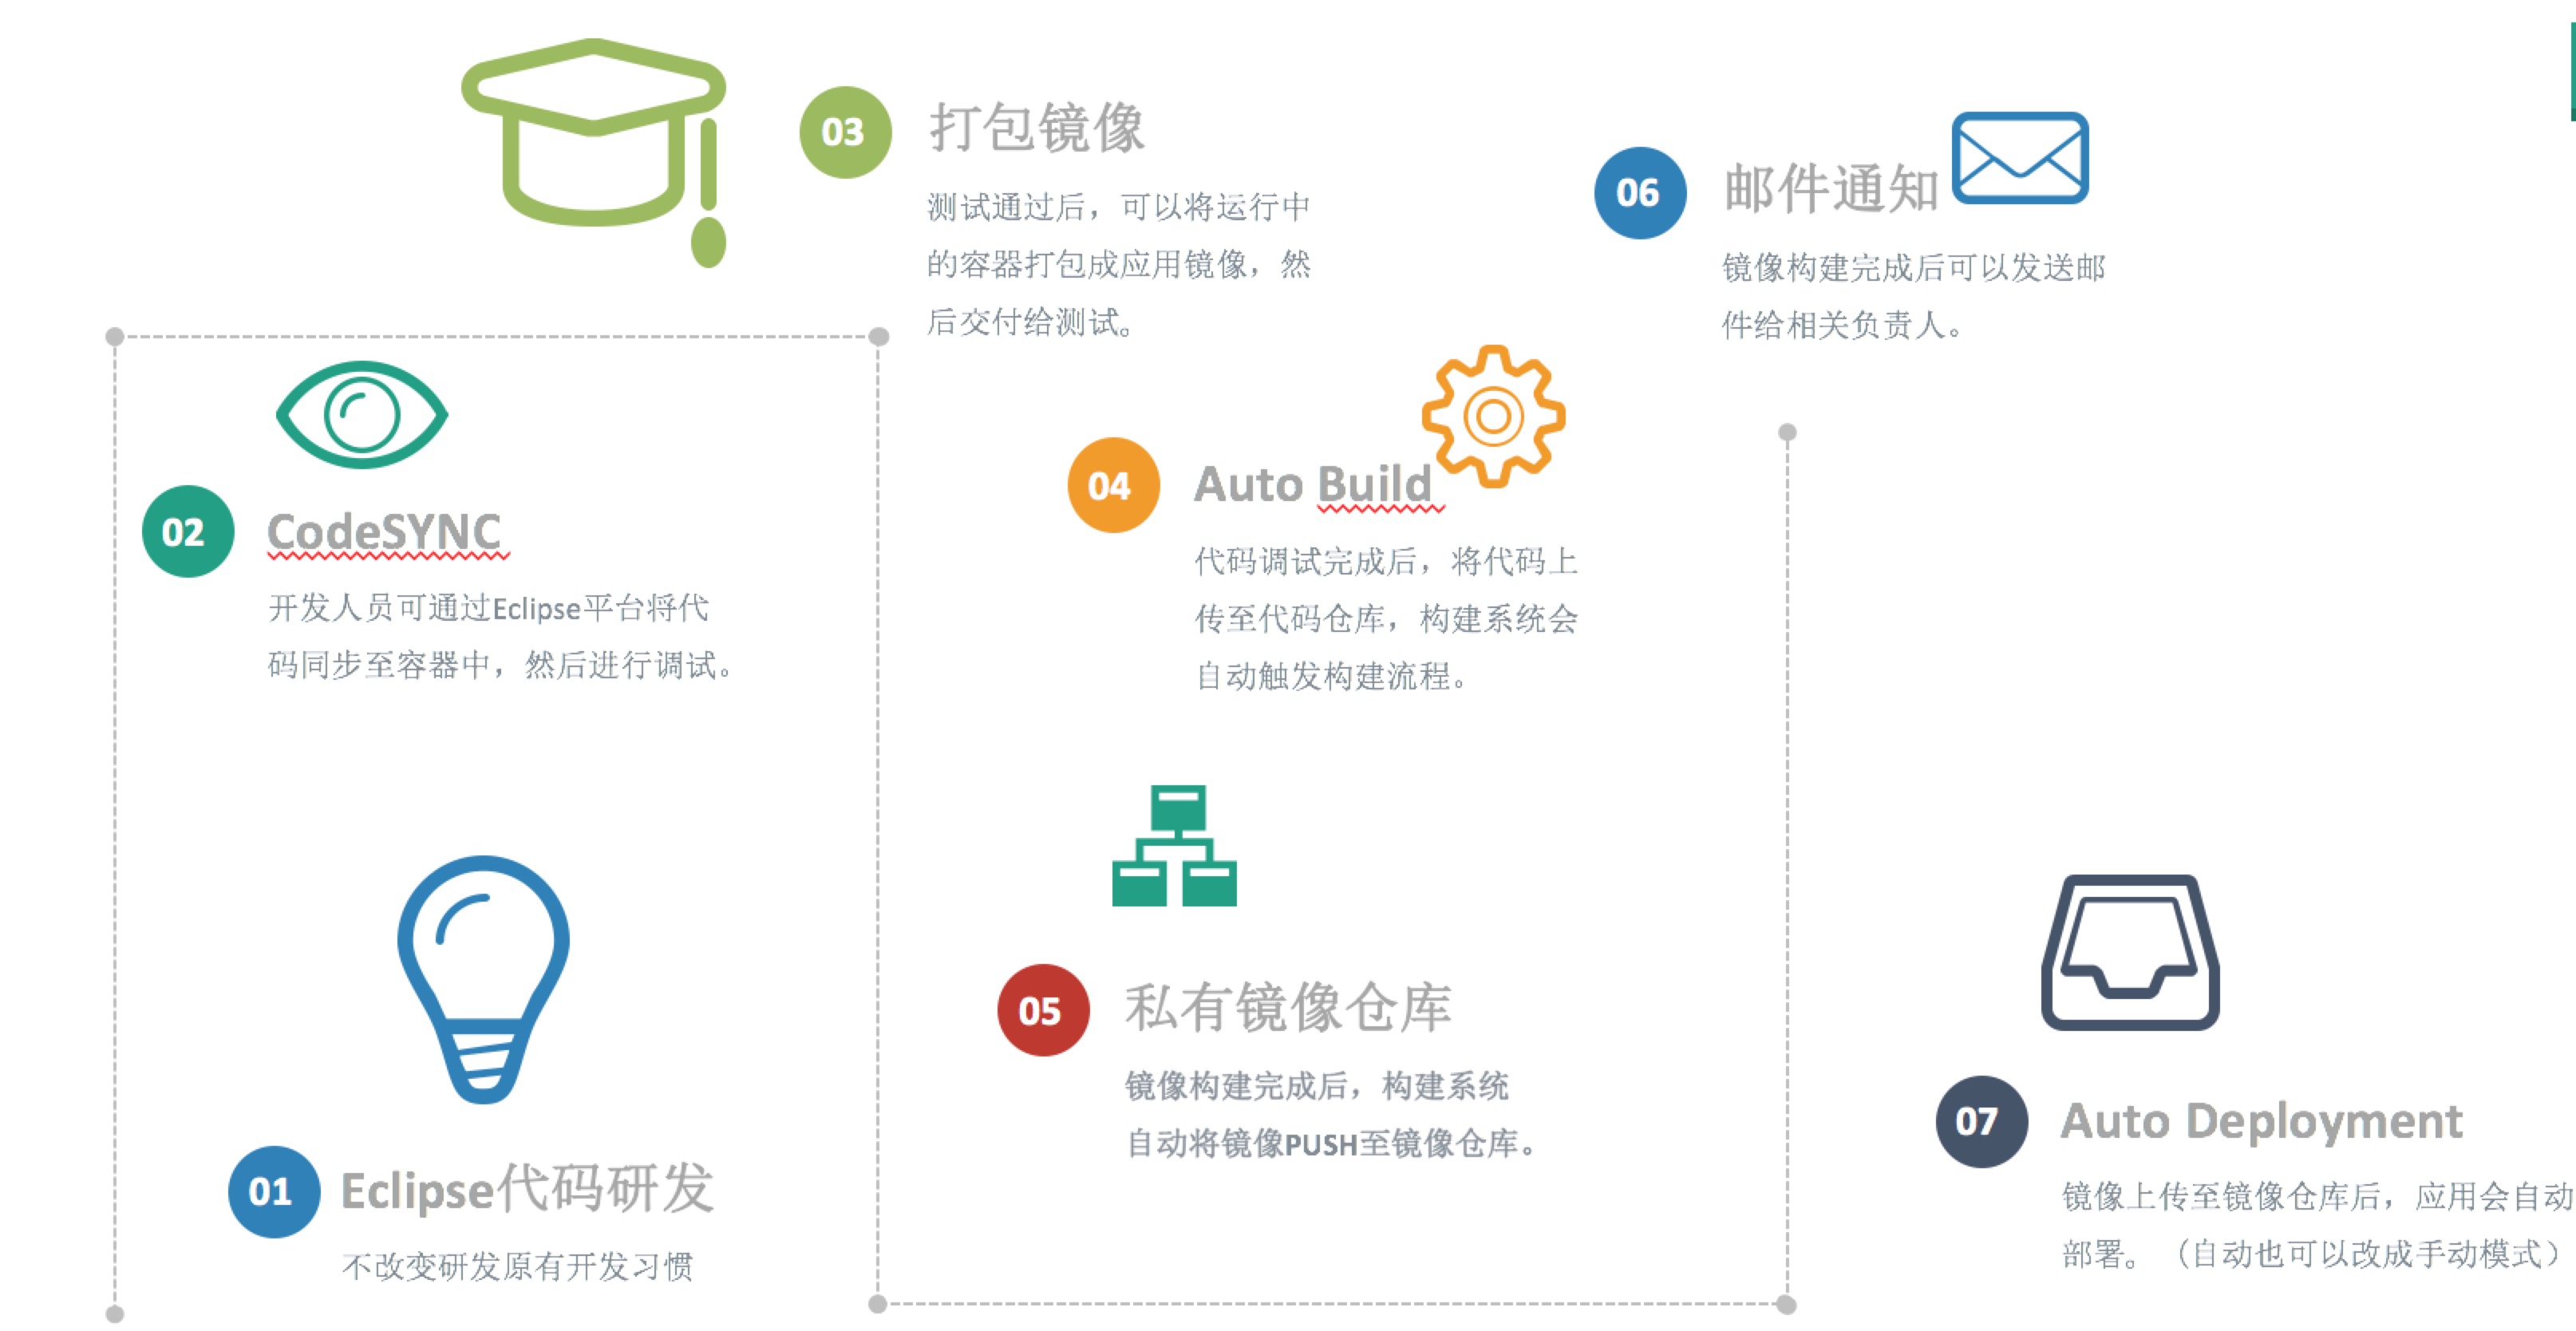 01
Eclipse代码研发
不改变研发原有开发习惯
02
CodeSYNC
开发人员可通过Eclipse平台将代
码同步至容器中，然后进行调试。
03
打包镜像
测试通过后，可以将运行中
的容器打包成应用镜像，然
后交付给测试。
04
Auto Build
代码调试完成后，将代码上
传至代码仓库，构建系统会
自动触发构建流程。
05
私有镜像仓库
镜像构建完成后，构建系统
自动将镜像PUSH至镜像仓库。
06
邮件通知
镜像构建完成后可以发送邮
件给相关负责人。
07
Auto Deployment
镜像上传至镜像仓库后，应用会自动
部署。（自动也可以改成手动模式）